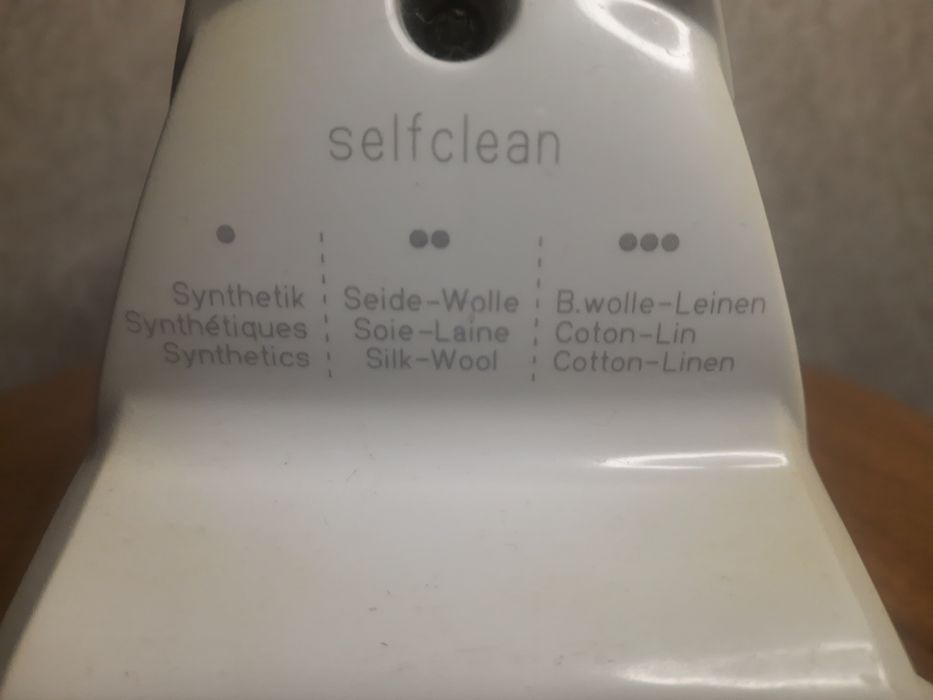 selfclean
● ●● ●●●
Synthetik Seide-Wolle B.wolle-Leinen
Synthétiques Soie-Laine Coton-Lin
Synthetics Silk-Wool Cotton-Linen